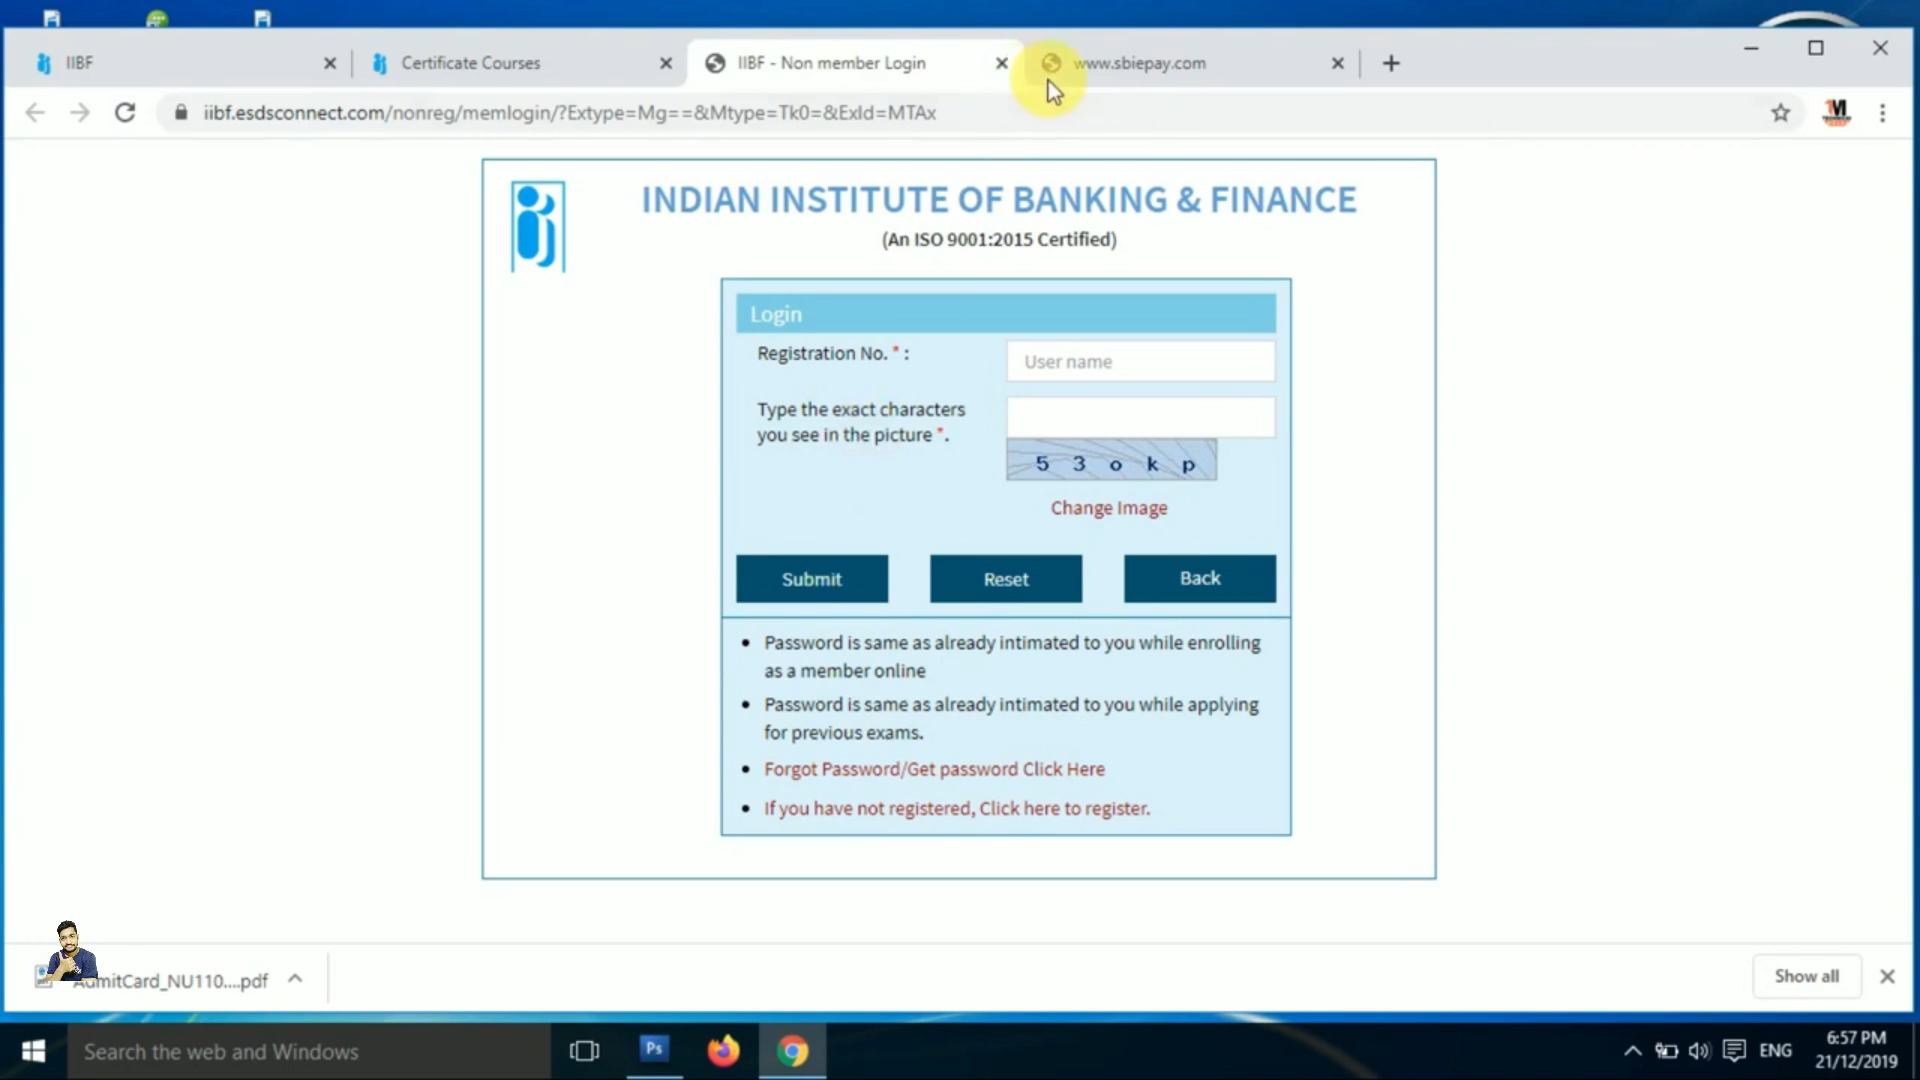 IIBF
Certificate Courses
IIBF - Non member Login
www.sbiepay.com
iibf.esdsconnect.com/nonreg/memlogin/?Extype=Mg==&Mtype=Tk0=&ExId=MTAx
INDIAN INSTITUTE OF BANKING & FINANCE
(An ISO 9001:2015 Certified)
Login
Registration No. * :
User name
Type the exact characters
you see in the picture *.
5 3 o k p
Change Image
Submit
Reset
Back
• Password is same as already intimated to you while enrolling
as a member online
• Password is same as already intimated to you while applying
for previous exams.
• Forgot Password/Get password Click Here
• If you have not registered, Click here to register.
AdmitCard_NU110....pdf
Show all
Search the web and Windows
Ps
ENG
6:57 PM
21/12/2019